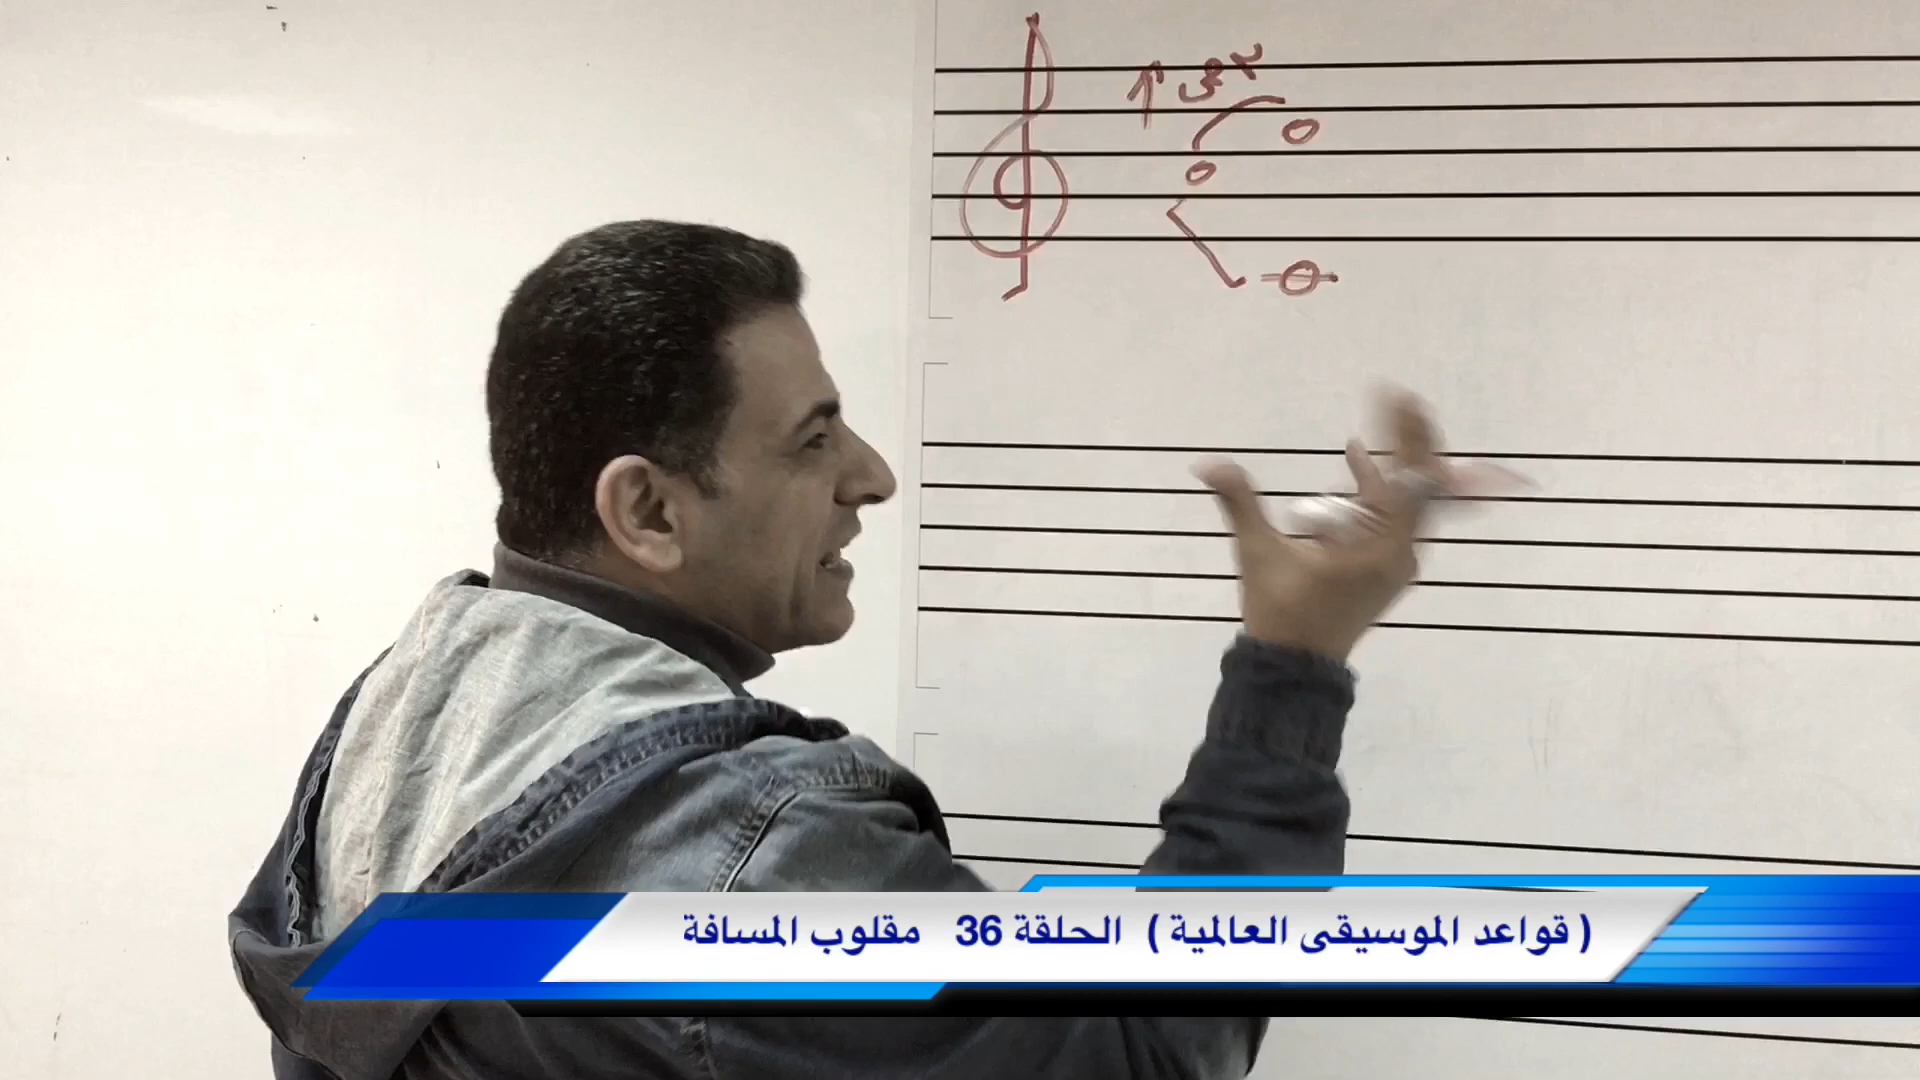 ( قواعد الموسيقى العالمية ) الحلقة 36 مقلوب المسافة